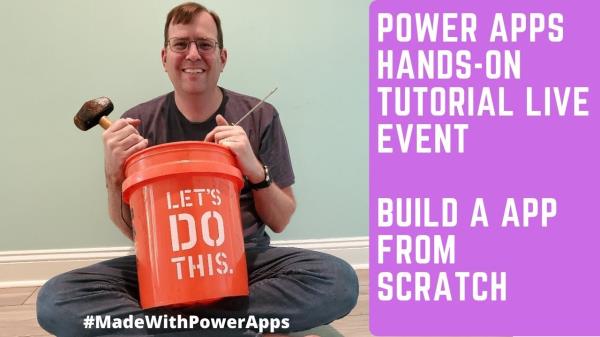 POWER APPS
HANDS-ON
TUTORIAL LIVE
EVENT
BUILD A APP
FROM
SCRATCH
LET'S
DO
THIS.
#MadeWithPowerApps